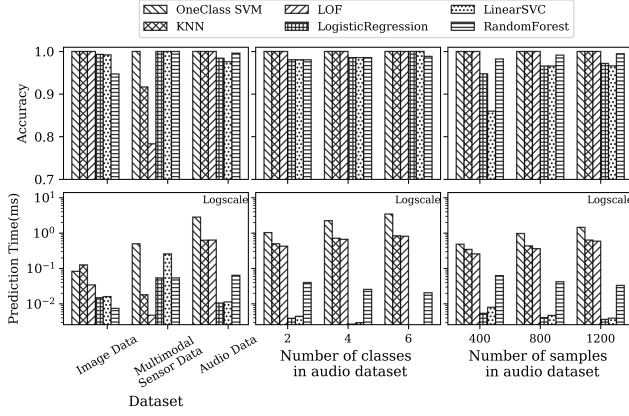 OneClass SVM LOF LinearSVC
KNN LogisticRegression RandomForest
Accuracy
1.0
0.9
0.8
0.7
Prediction Time(ms)
10¹
10⁰
10⁻¹
10⁻²
Logscale Logscale Logscale
Image Data
Multimodal
Sensor Data
Audio Data
Dataset
2 4 6
Number of classes
in audio dataset
400 800 1200
Number of samples
in audio dataset